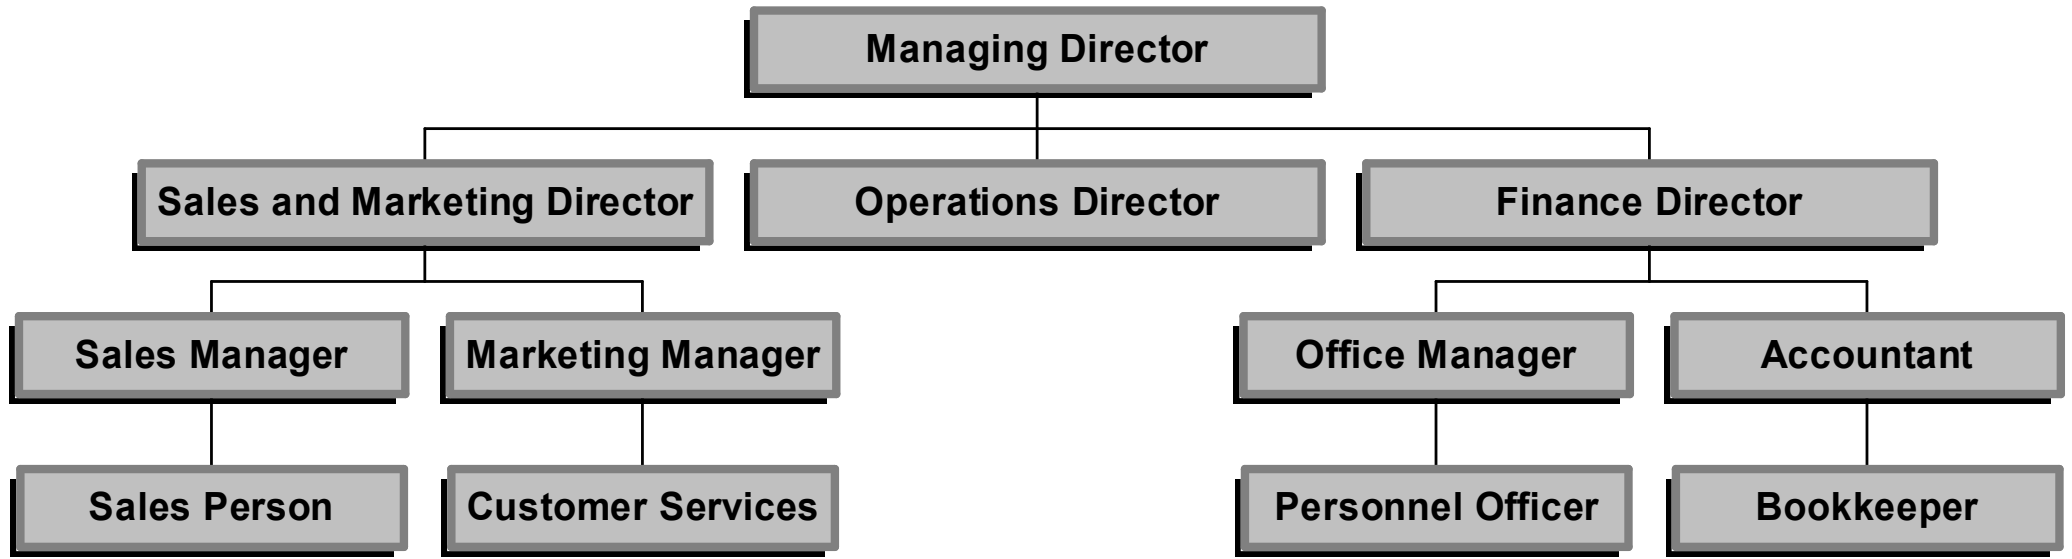 Managing Director
Sales and Marketing Director
Operations Director
Finance Director
Sales Manager
Marketing Manager
Office Manager
Accountant
Sales Person
Customer Services
Personnel Officer
Bookkeeper